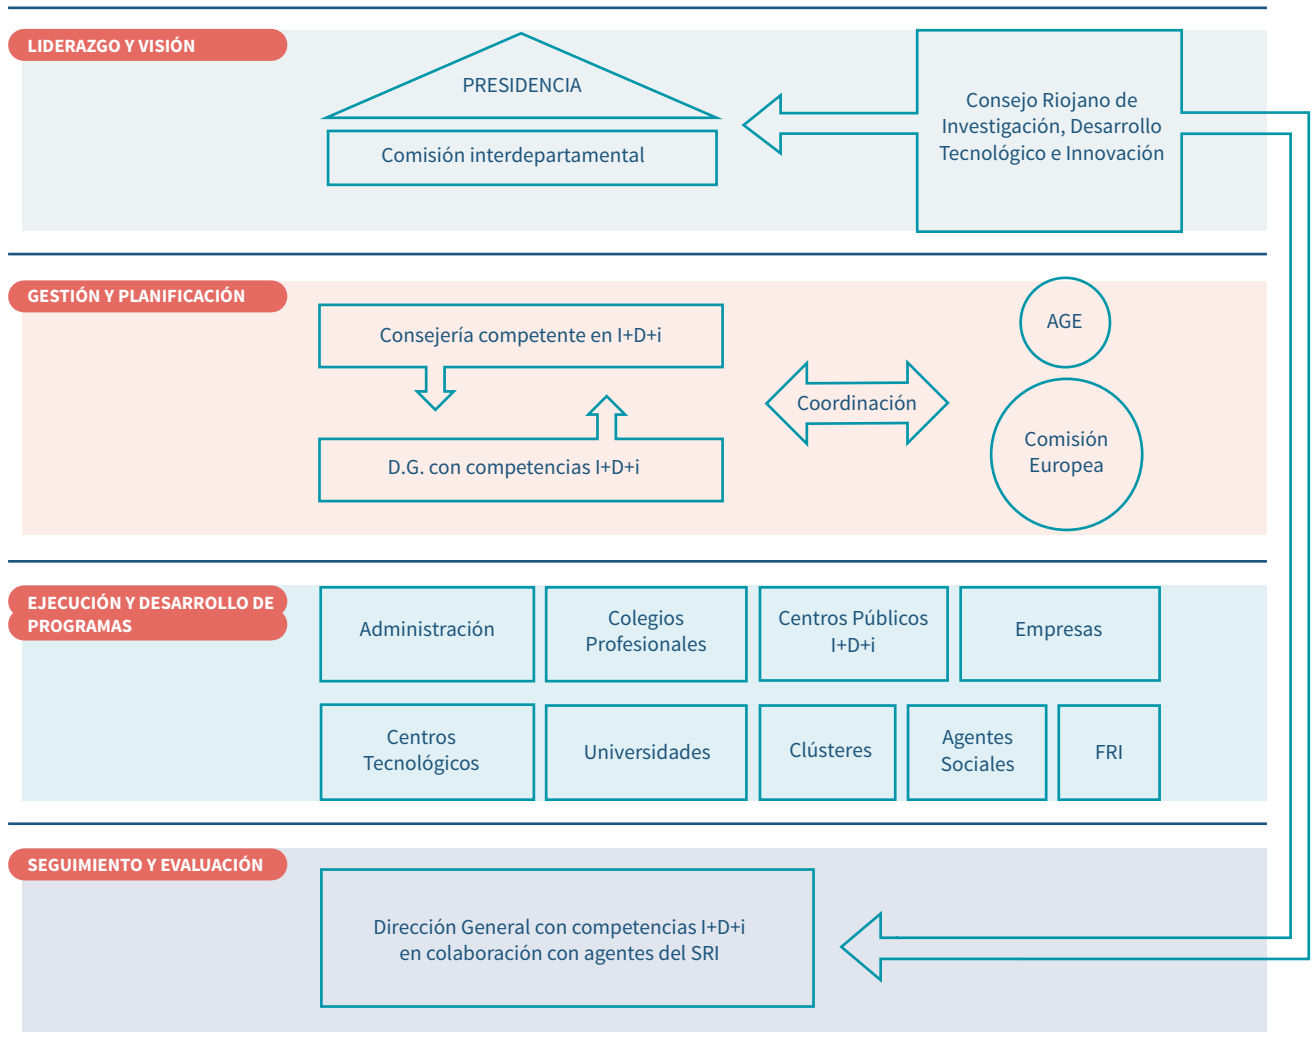 LIDERAZGO Y VISIÓN
PRESIDENCIA
Comisión interdepartamental
Consejo Riojano de
Investigación, Desarrollo
Tecnológico e Innovación
GESTIÓN Y PLANIFICACIÓN
Consejería competente en I+D+i
D.G. con competencias I+D+i
Coordinación
AGE
Comisión
Europea
EJECUCIÓN Y DESARROLLO DE
PROGRAMAS
Administración
Colegios
Profesionales
Centros Públicos
I+D+i
Empresas
Centros
Tecnológicos
Universidades
Clústeres
Agentes
Sociales
FRI
SEGUIMIENTO Y EVALUACIÓN
Dirección General con competencias I+D+i
en colaboración con agentes del SRI